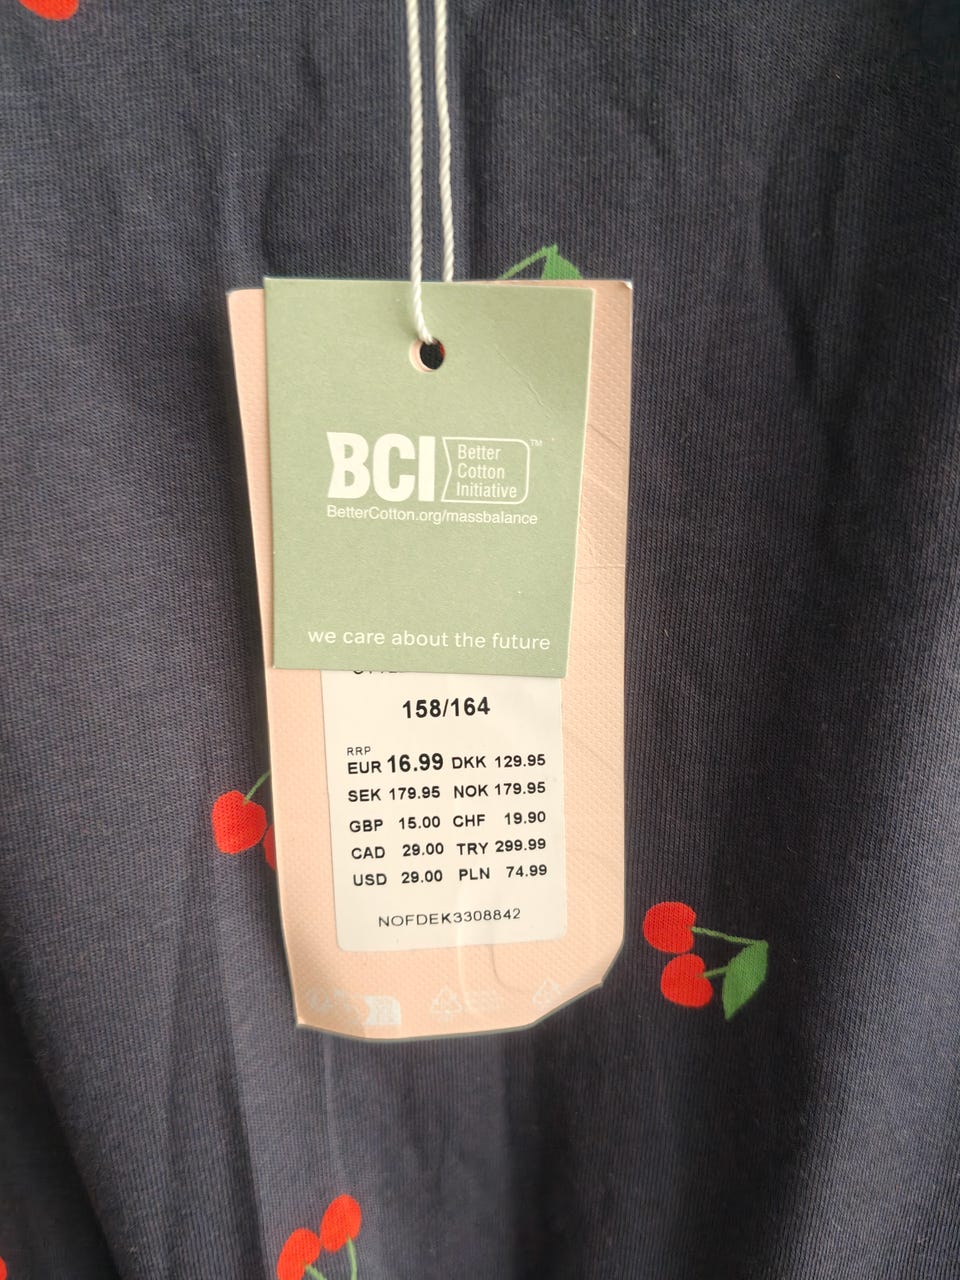 BCI Better Cotton Initiative ™
BetterCotton.org/massbalance
we care about the future
158/164
RRP
EUR 16.99 DKK 129.95
SEK 179.95 NOK 179.95
GBP 15.00 CHF 19.90
CAD 29.00 TRY 299.99
USD 29.00 PLN 74.99
NOFDEK3308842